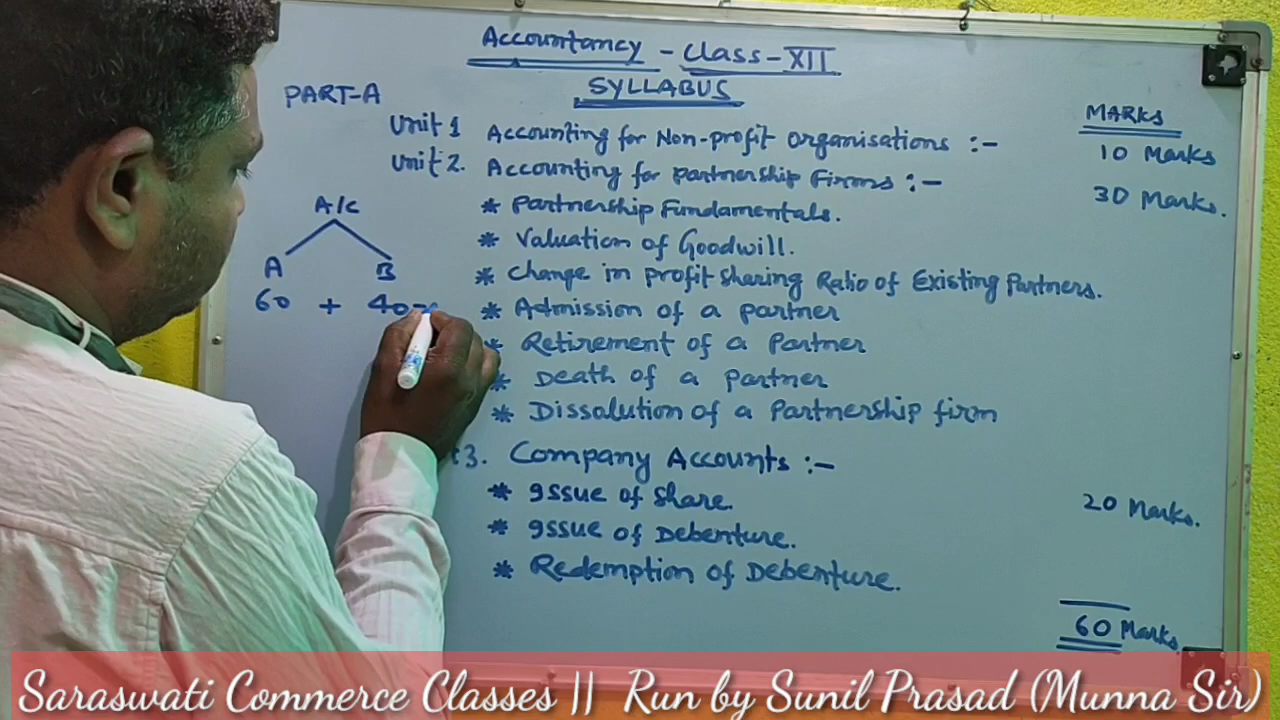 Accountancy - Class - XII
SYLLABUS
PART-A
MARKS
Unit 1 Accounting for Non-profit Organisations :- 10 Marks
Unit 2. Accounting for Partnership Firms :- 30 Marks.
* Partnership Fundamentals.
* Valuation of Goodwill.
* Change in Profit Sharing Ratio of Existing Partners.
* Admission of a partner
* Retirement of a Partner
* Death of a Partner
* Dissalution of a Partnership firm
A/C
A B
60 + 40
3. Company Accounts :- 20 Marks.
* Issue of Share.
* Issue of Debenture.
* Redemption of Debenture.
60 Marks
Saraswati Commerce Classes || Run by Sunil Prasad (Munna Sir)